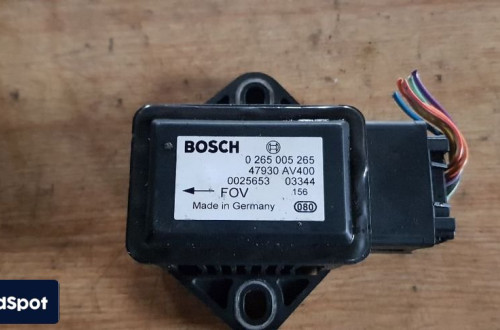 BOSCH
0 265 005 265
47930 AV400
0025653 03344
FOV 156
Made in Germany 080
dSpot